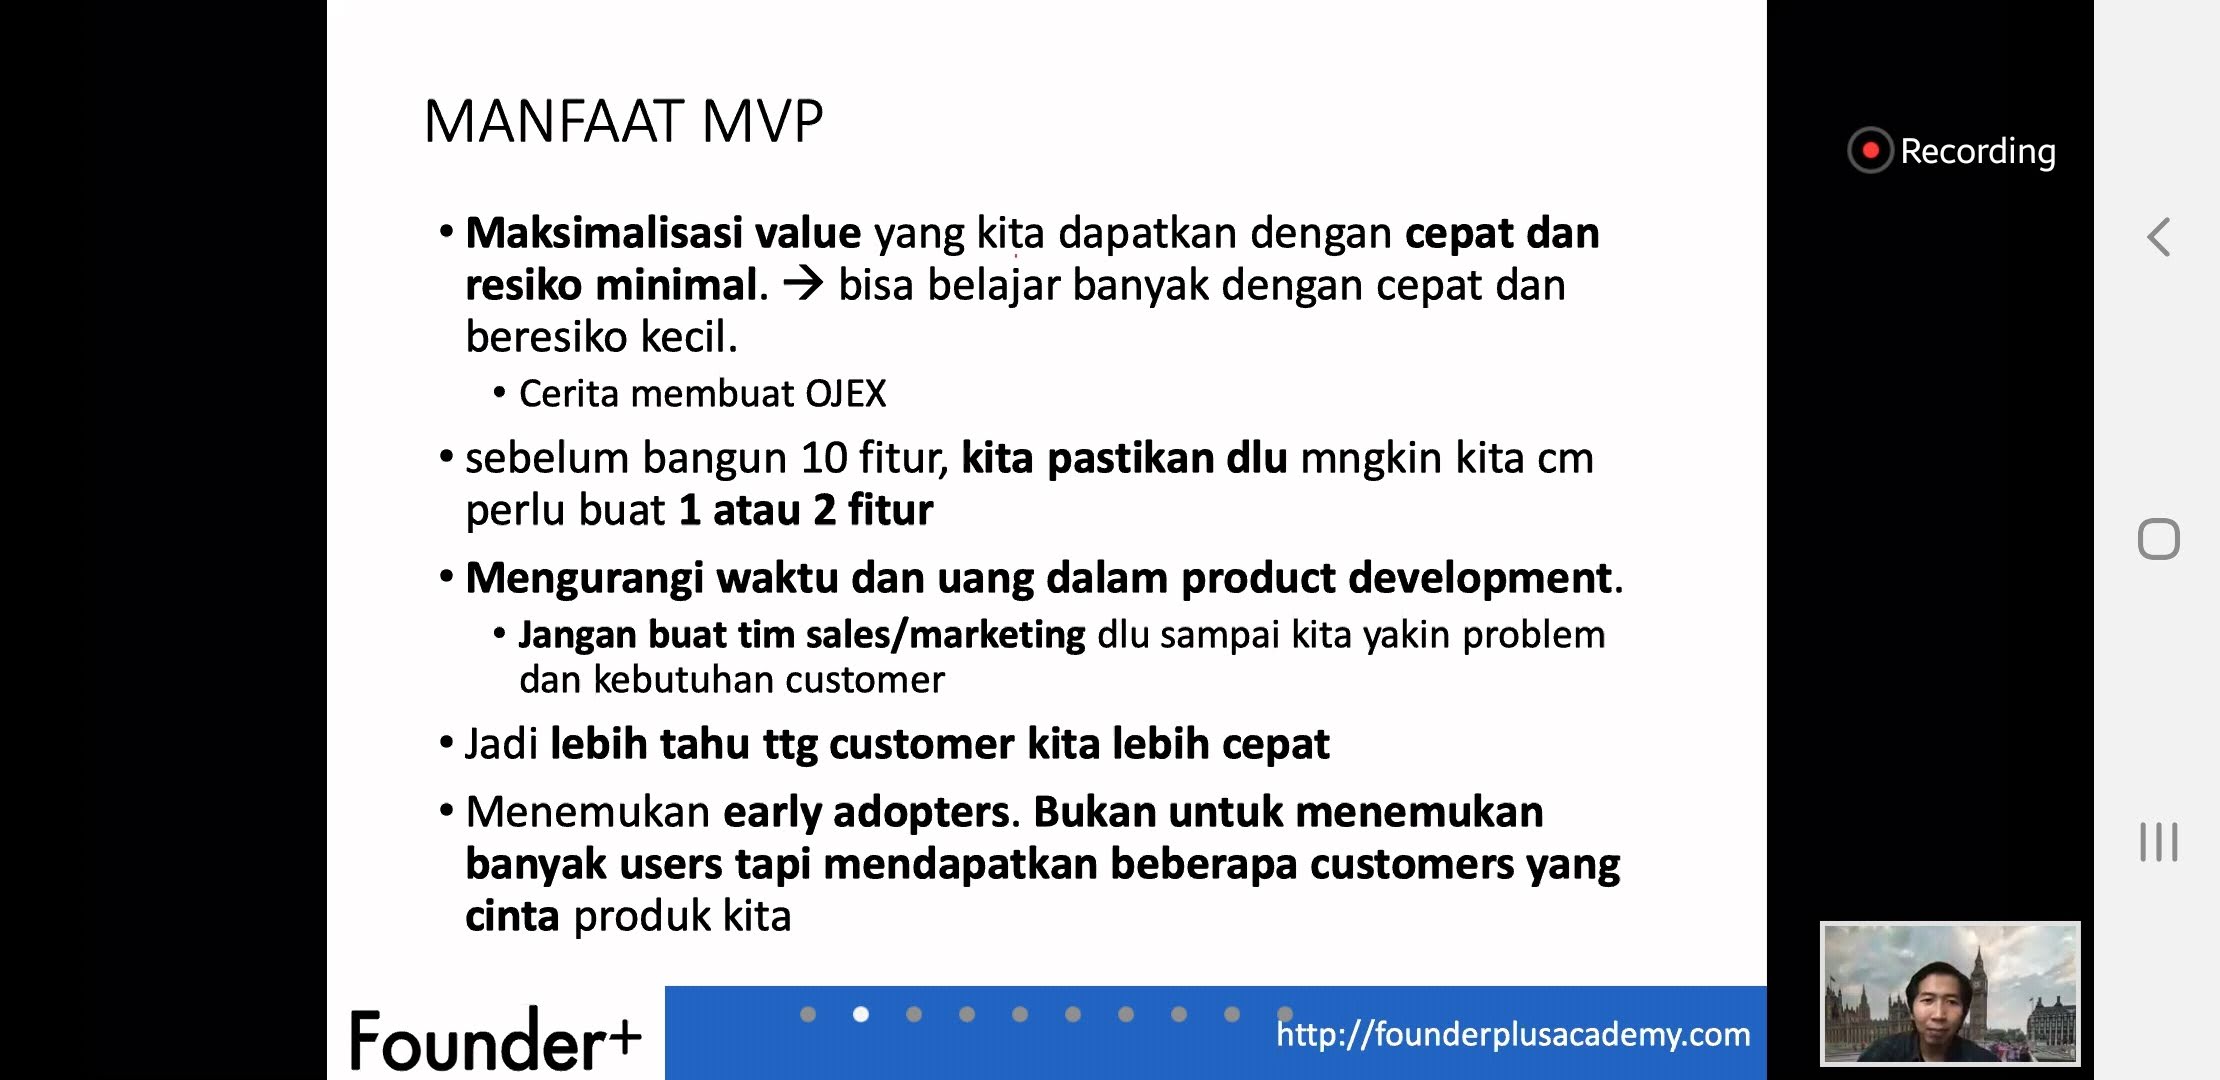 MANFAAT MVP
Recording
• Maksimalisasi value yang kita dapatkan dengan cepat dan
resiko minimal. → bisa belajar banyak dengan cepat dan
beresiko kecil.
• Cerita membuat OJEX
• sebelum bangun 10 fitur, kita pastikan dlu mngkin kita cm
perlu buat 1 atau 2 fitur
• Mengurangi waktu dan uang dalam product development.
• Jangan buat tim sales/marketing dlu sampai kita yakin problem
dan kebutuhan customer
• Jadi lebih tahu ttg customer kita lebih cepat
• Menemukan early adopters. Bukan untuk menemukan
banyak users tapi mendapatkan beberapa customers yang
cinta produk kita
Founder+
http://founderplusacademy.com